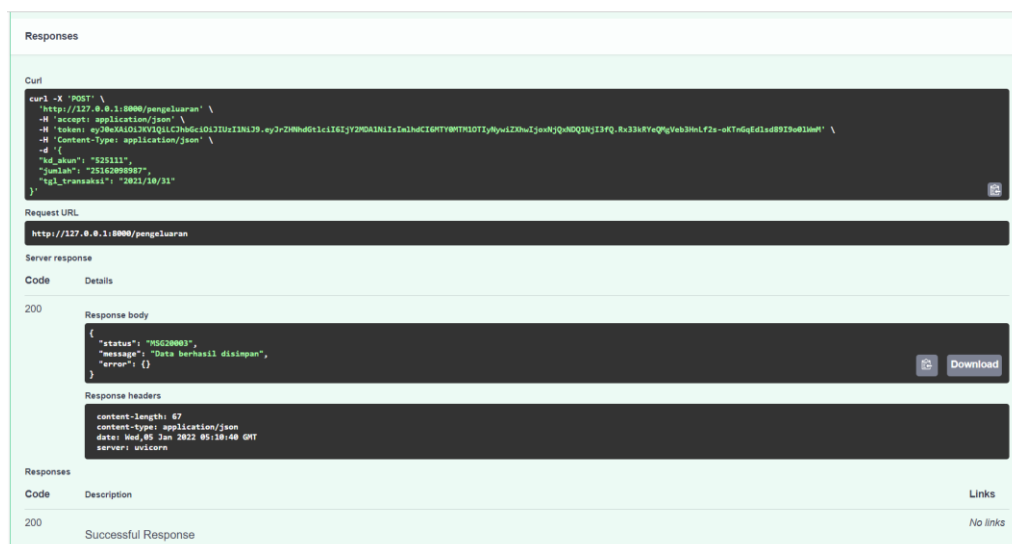 Responses
Curl
curl -X 'POST' \
'http://127.0.0.1:8000/pengeluaran' \
-H 'accept: application/json' \
-H 'token: \
-H 'Content-Type: application/json' \
-d '{
"kd_akun": "525111",
"jumlah": "25162098987",
"tgl_transaksi": "2021/10/31"
}'
Request URL
http://127.0.0.1:8000/pengeluaran
Server response
Code Details
200
Response body
{
"status": "MSG20003",
"message": "Data berhasil disimpan",
"error": {}
}
Download
Response headers
content-length: 67
content-type: application/json
date: Wed,05 Jan 2022 05:10:40 GMT
server: uvicorn
Responses
Code Description Links
200 No links
Successful Response